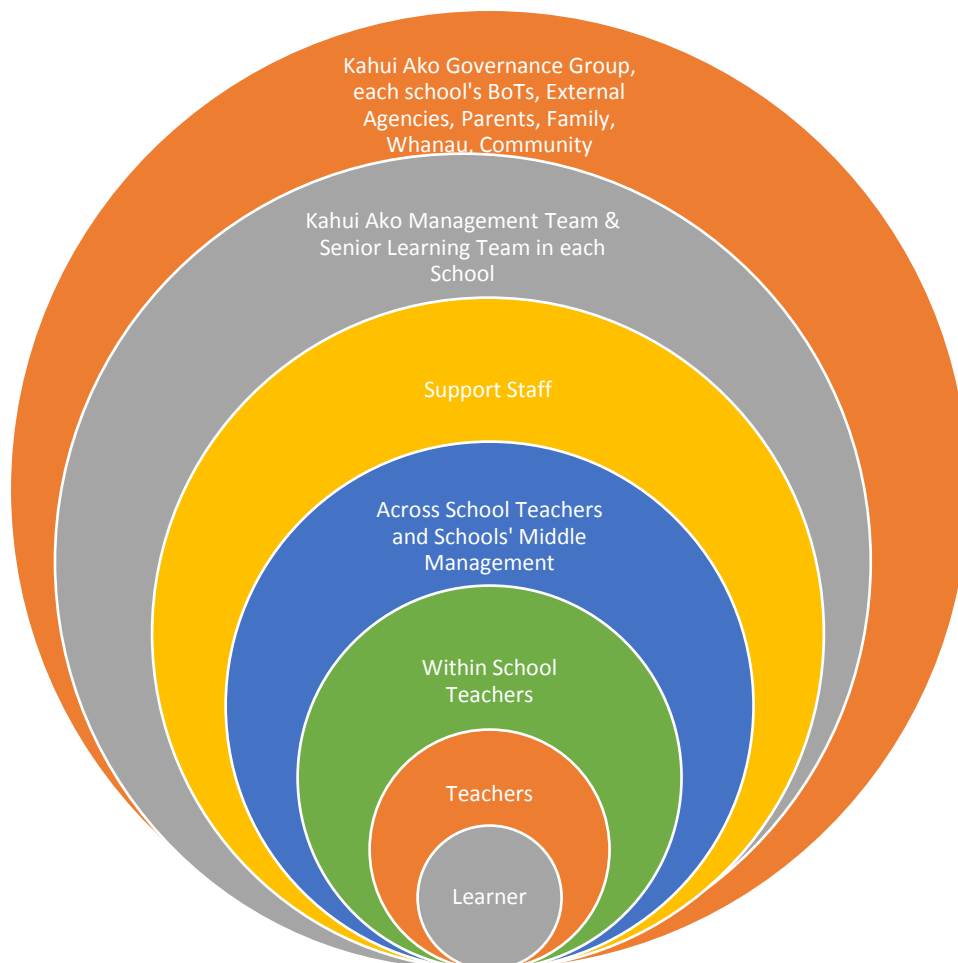 Kahui Ako Governance Group,
each school's BoTs, External
Agencies, Parents, Family,
Whanau, Community
Kahui Ako Management Team &
Senior Learning Team in each
School
Support Staff
Across School Teachers
and Schools' Middle
Management
Within School
Teachers
Teachers
Learner